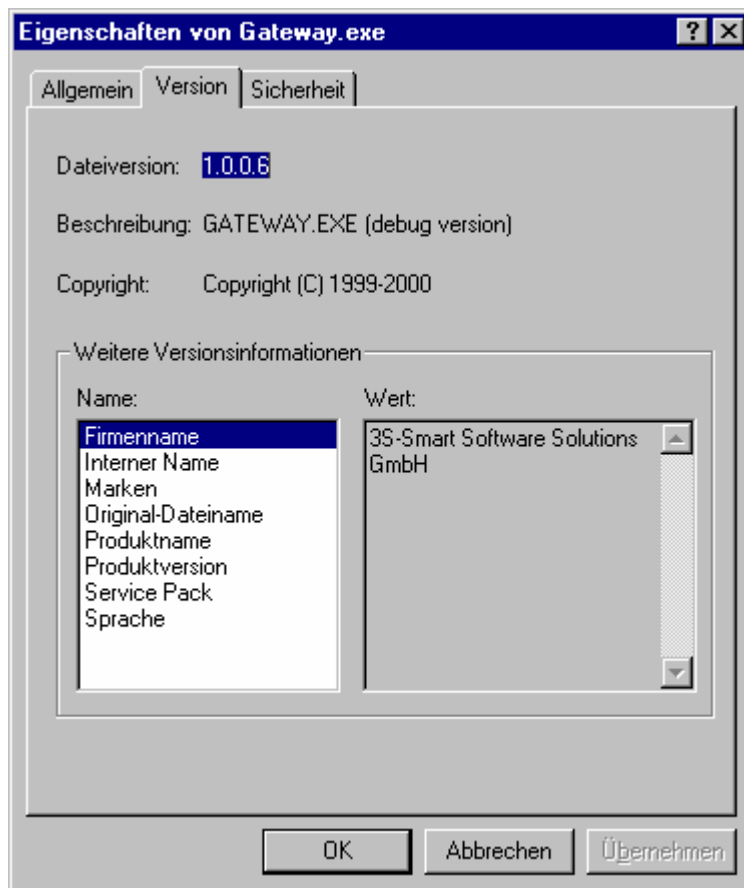 Eigenschaften von Gateway.exe
Allgemein Version Sicherheit
Dateiversion: 1.0.0.6
Beschreibung: GATEWAY.EXE (debug version)
Copyright: Copyright (C) 1999-2000
Weitere Versionsinformationen
Name: Wert:
Firmenname 3S-Smart Software Solutions
Interner Name GmbH
Marken
Original-Dateiname
Produktname
Produktversion
Service Pack
Sprache
OK Abbrechen Übernehmen